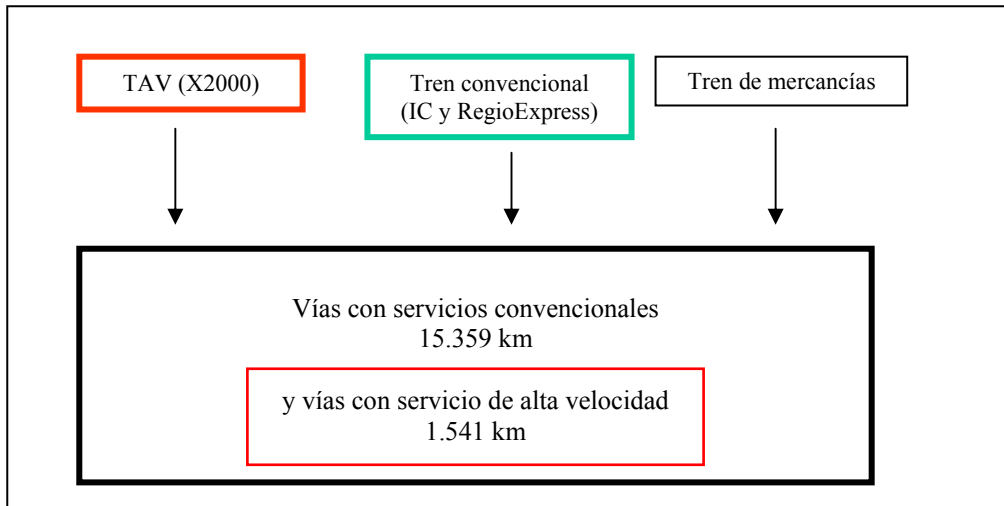 TAV (X2000)
Tren convencional
(IC y RegioExpress)
Tren de mercancías
Vías con servicios convencionales
15.359 km
y vías con servicio de alta velocidad
1.541 km